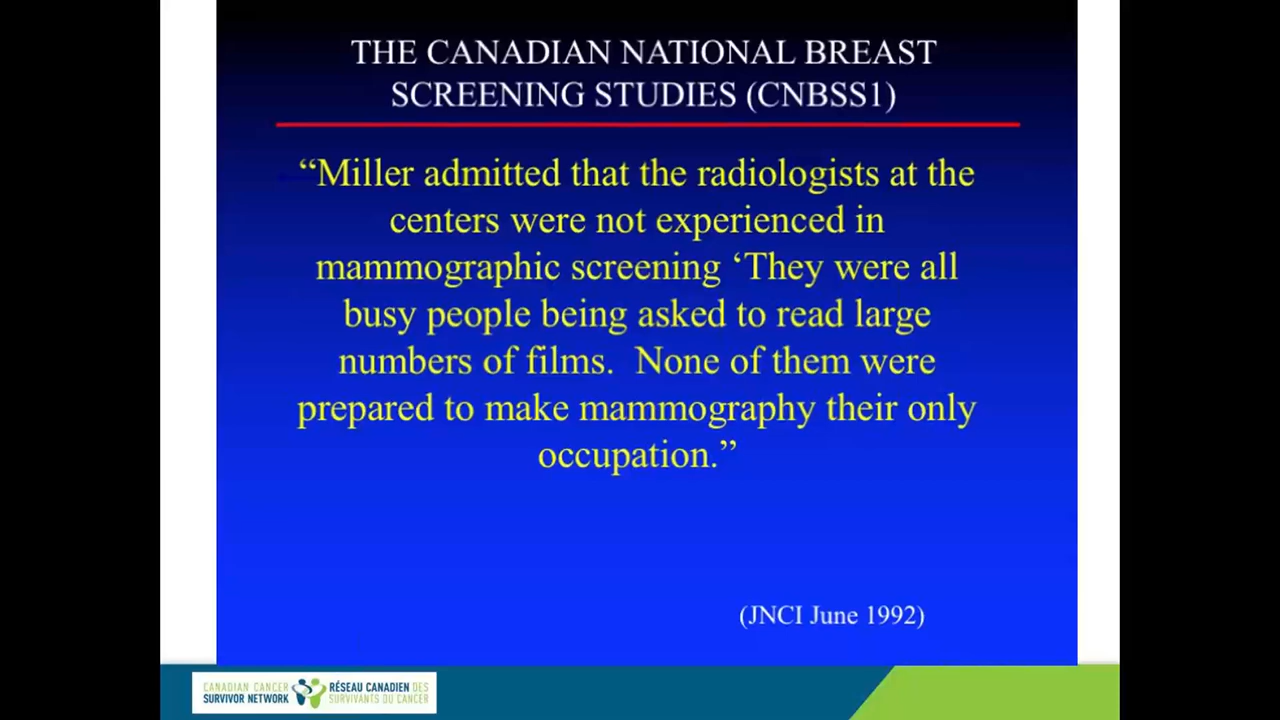 THE CANADIAN NATIONAL BREAST
SCREENING STUDIES (CNBSS1)
“Miller admitted that the radiologists at the
centers were not experienced in
mammographic screening ‘They were all
busy people being asked to read large
numbers of films.  None of them were
prepared to make mammography their only
occupation.”
(JNCI June 1992)
CANADIAN CANCER
SURVIVOR NETWORK
RÉSEAU CANADIEN DES
SURVIVANTS DU CANCER